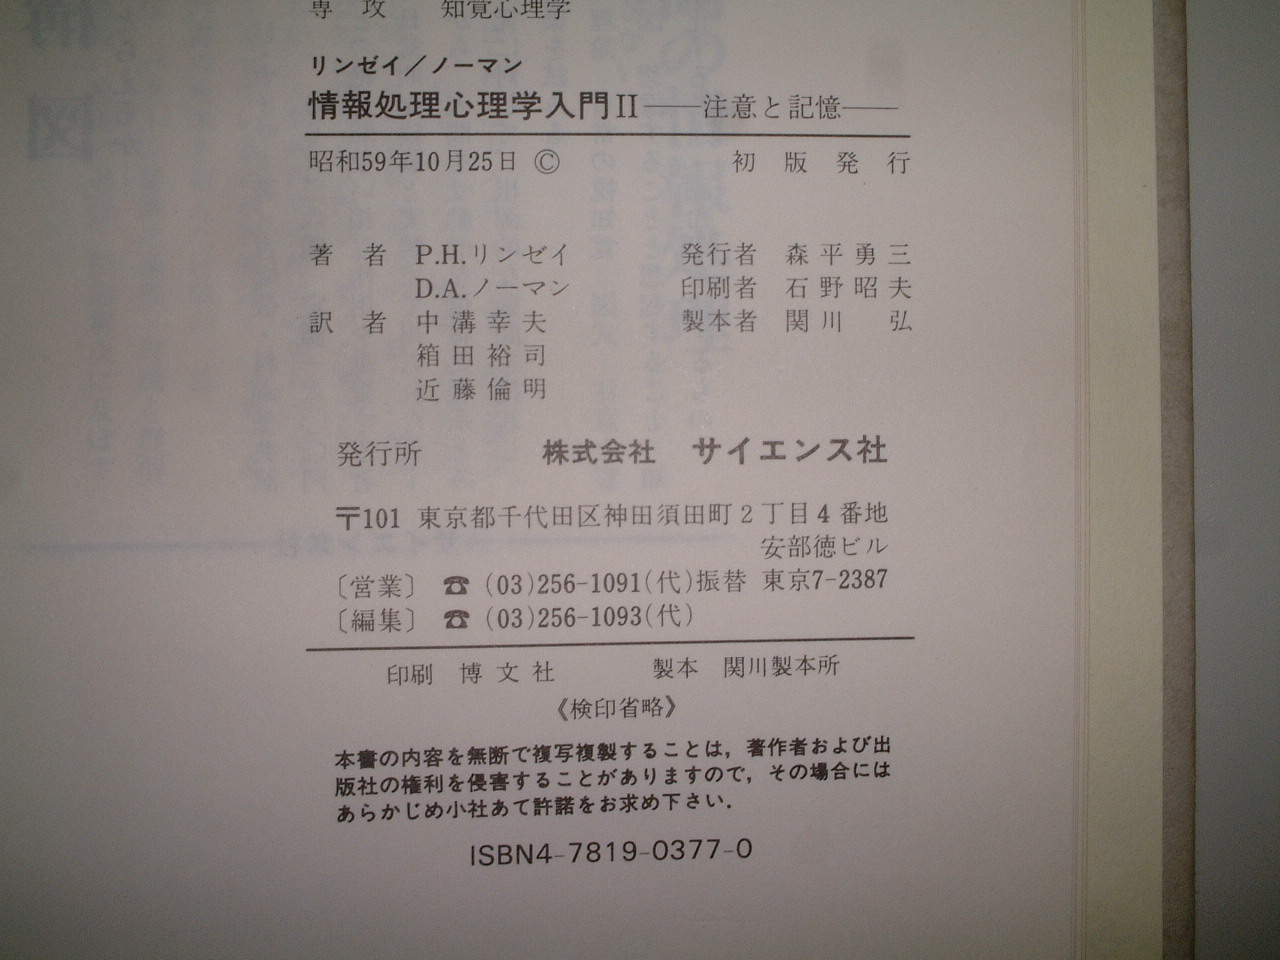 専攻 知覚心理学
リンゼイ/ノーマン
情報処理心理学入門II——注意と記憶——
昭和59年10月25日 © 初版発行
著者 P.H.リンゼイ 発行者 森平勇三
D.A.ノーマン 印刷者 石野昭夫
訳者 中溝幸夫 製本者 関川弘
箱田裕司
近藤倫明
発行所 株式会社 サイエンス社
〒101 東京都千代田区神田須田町2丁目4番地
安部徳ビル
〔営業〕 ☎ (03)256-1091(代)振替 東京7-2387
〔編集〕 ☎ (03)256-1093(代)
印刷 博文社 製本 関川製本所
《検印省略》
本書の内容を無断で複写複製することは，著作者および出
版社の権利を侵害することがありますので，その場合には
あらかじめ小社あて許諾をお求め下さい．
ISBN4-7819-0377-0